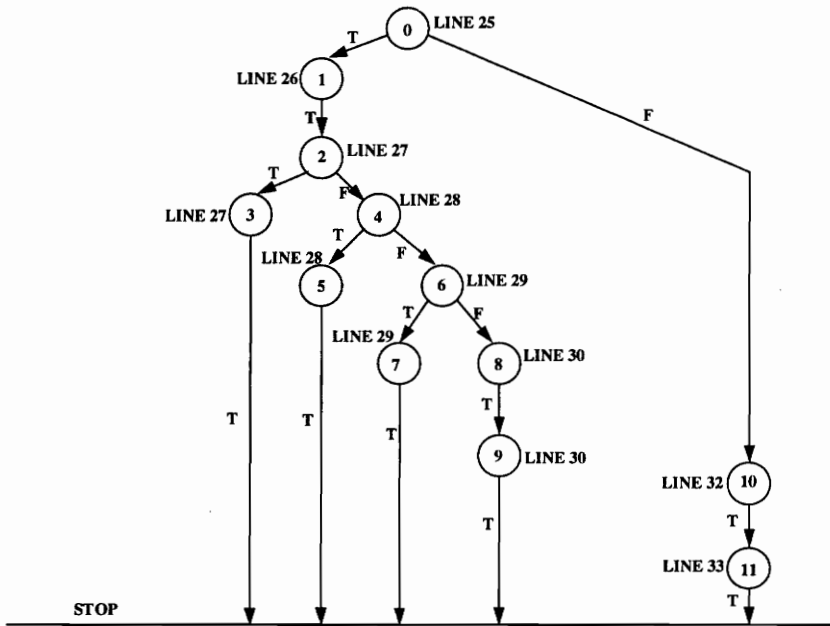 0 LINE 25
T
LINE 26 1
F
T
2 LINE 27
T
F
LINE 27 3
4 LINE 28
T
F
LINE 28
5
6 LINE 29
T
F
LINE 29
7
8 LINE 30
T
T
T
T
9 LINE 30
LINE 32 10
T
T
LINE 33 11
T
STOP